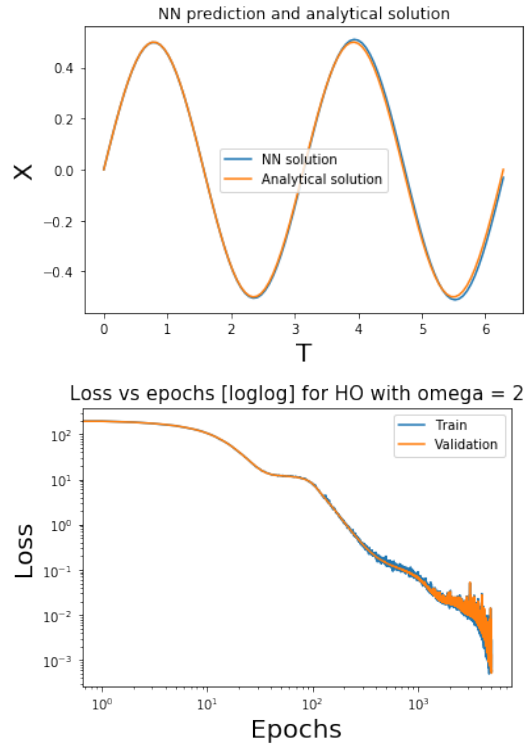 NN prediction and analytical solution
0.4
0.2
0.0
−0.2
−0.4
X
NN solution
Analytical solution
0 1 2 3 4 5 6
T
Loss vs epochs [loglog] for HO with omega = 2
10²
10¹
10⁰
10⁻¹
10⁻²
10⁻³
Loss
Train
Validation
10⁰ 10¹ 10² 10³
Epochs